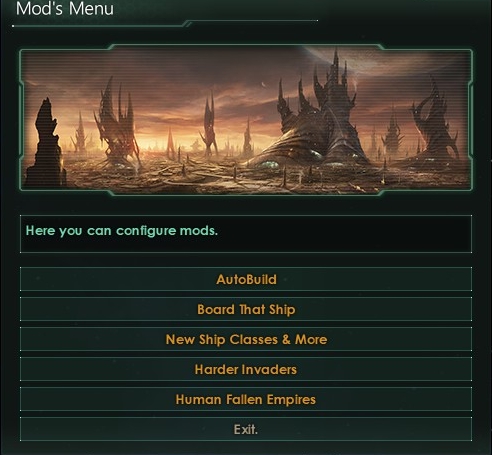 Mod's Menu
Here you can configure mods.
AutoBuild
Board That Ship
New Ship Classes & More
Harder Invaders
Human Fallen Empires
Exit.